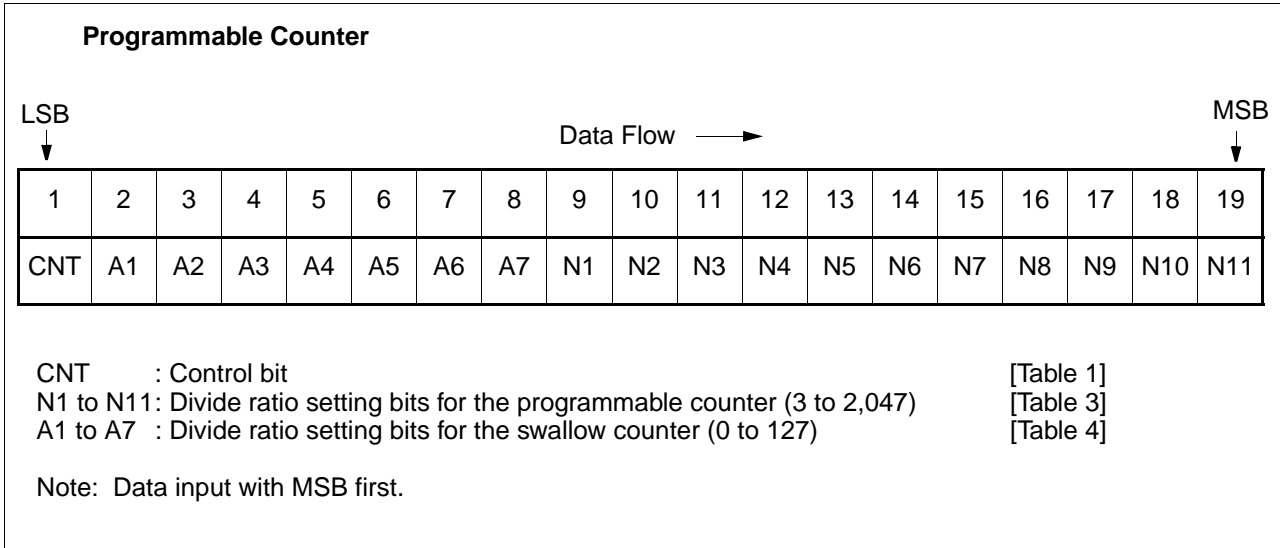 Programmable Counter
LSB MSB
Data Flow
1 2 3 4 5 6 7 8 9 10 11 12 13 14 15 16 17 18 19
CNT A1 A2 A3 A4 A5 A6 A7 N1 N2 N3 N4 N5 N6 N7 N8 N9 N10 N11
CNT : Control bit [Table 1]
N1 to N11: Divide ratio setting bits for the programmable counter (3 to 2,047) [Table 3]
A1 to A7 : Divide ratio setting bits for the swallow counter (0 to 127) [Table 4]
Note: Data input with MSB first.